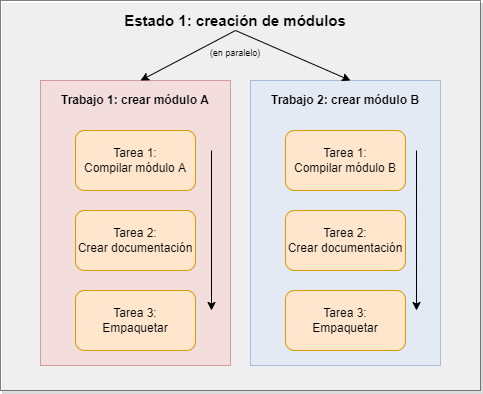 Estado 1: creación de módulos
(en paralelo)
Trabajo 1: crear módulo A
Tarea 1:
Compilar módulo A
Tarea 2:
Crear documentación
Tarea 3:
Empaquetar
Trabajo 2: crear módulo B
Tarea 1:
Compilar módulo B
Tarea 2:
Crear documentación
Tarea 3:
Empaquetar